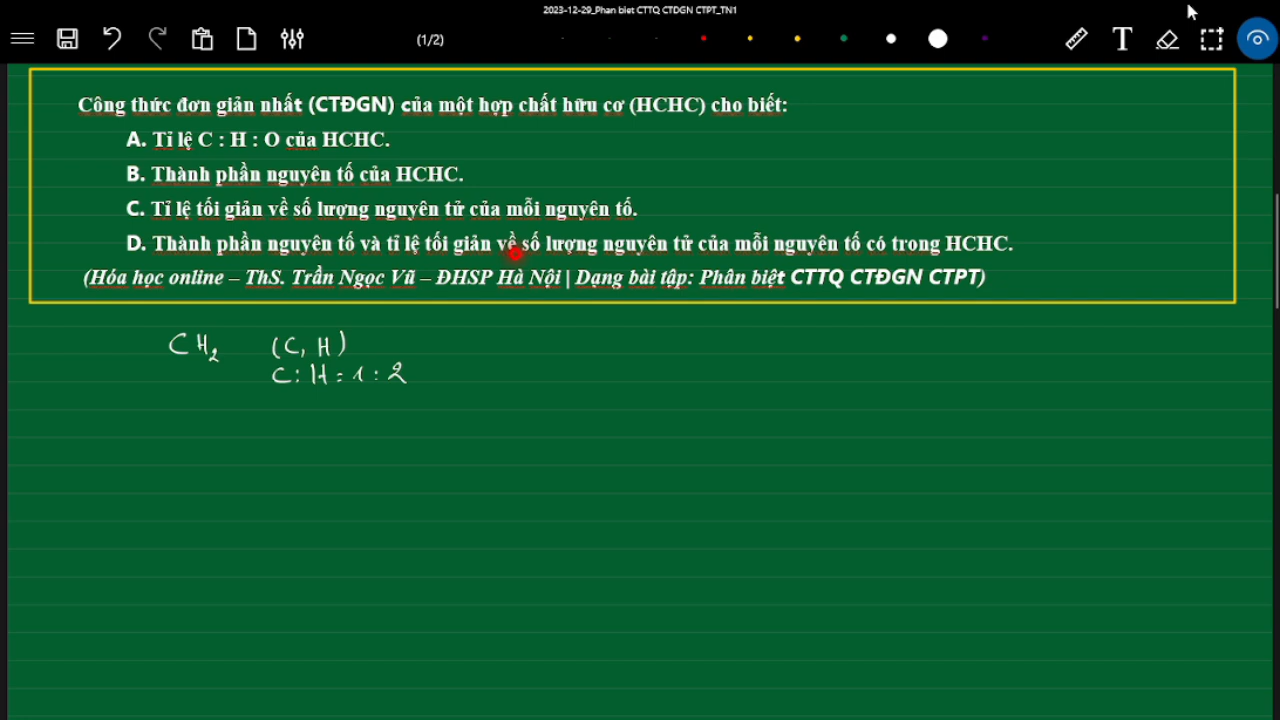 2023-12-29_Phan biet CTTQ CTDGN CTPT_TN1
(1/2)
T
Công thức đơn giản nhất (CTĐGN) của một hợp chất hữu cơ (HCHC) cho biết:
A. Tỉ lệ C : H : O của HCHC.
B. Thành phần nguyên tố của HCHC.
C. Tỉ lệ tối giản về số lượng nguyên tử của mỗi nguyên tố.
D. Thành phần nguyên tố và tỉ lệ tối giản về số lượng nguyên tử của mỗi nguyên tố có trong HCHC.
(Hóa học online – ThS. Trần Ngọc Vũ – ĐHSP Hà Nội | Dạng bài tập: Phân biệt CTTQ CTĐGN CTPT)
CH₂ (C, H)
C : H = 1 : 2